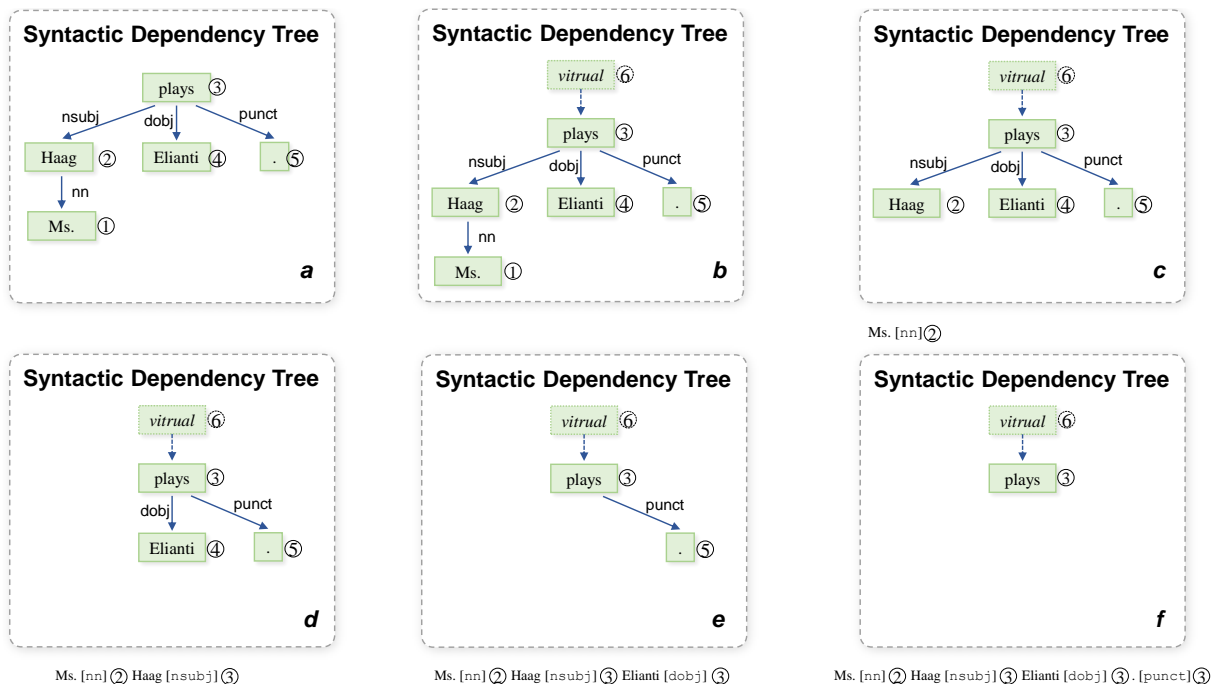 Syntactic Dependency Tree
plays ③
nsubj dobj punct
Haag ② Elianti ④ . ⑤
nn
Ms. ①
a
Syntactic Dependency Tree
vitrual ⑥
plays ③
nsubj dobj punct
Haag ② Elianti ④ . ⑤
nn
Ms. ①
b
Syntactic Dependency Tree
vitrual ⑥
plays ③
nsubj dobj punct
Haag ② Elianti ④ . ⑤
c
Ms. [nn]②
Syntactic Dependency Tree
vitrual ⑥
plays ③
dobj punct
Elianti ④ . ⑤
d
Ms. [nn]② Haag [nsubj]③
Syntactic Dependency Tree
vitrual ⑥
plays ③
punct
. ⑤
e
Ms. [nn]② Haag [nsubj]③ Elianti [dobj] ③
Syntactic Dependency Tree
vitrual ⑥
plays ③
f
Ms. [nn]② Haag [nsubj] ③ Elianti [dobj] ③. [punct]③